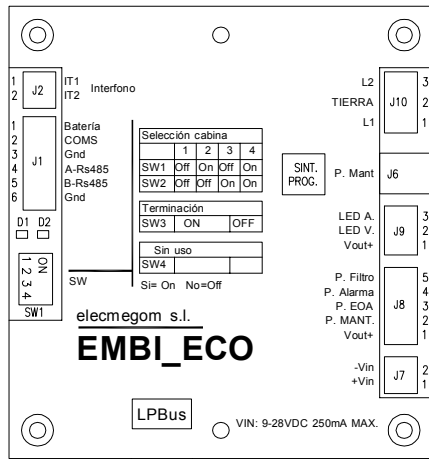 1 IT1
2 J2 IT2 Interfono
1 Batería
2 COMS
3 Gnd
J1
4 A-Rs485
5 B-Rs485
6 Gnd
D1 D2
ON
1 2 3 4
SW1
SW
Selección cabina
1 2 3 4
SW1 Off On Off On
SW2 Off Off On On
Terminación
SW3 ON OFF
Sin uso
SW4
Si= On No=Off
elecmegom s.l.
EMBI_ECO
LPBus
SINT.
PROG.
L2 3
TIERRA J10 2
L1 1
P. Mant J6
LED A. 3
LED V. J9 2
Vout+ 1
P. Filtro 5
P. Alarma 4
P. EOA J8 3
P. MANT. 2
Vout+ 1
-Vin J7 2
+Vin 1
VIN: 9-28VDC 250mA MAX.